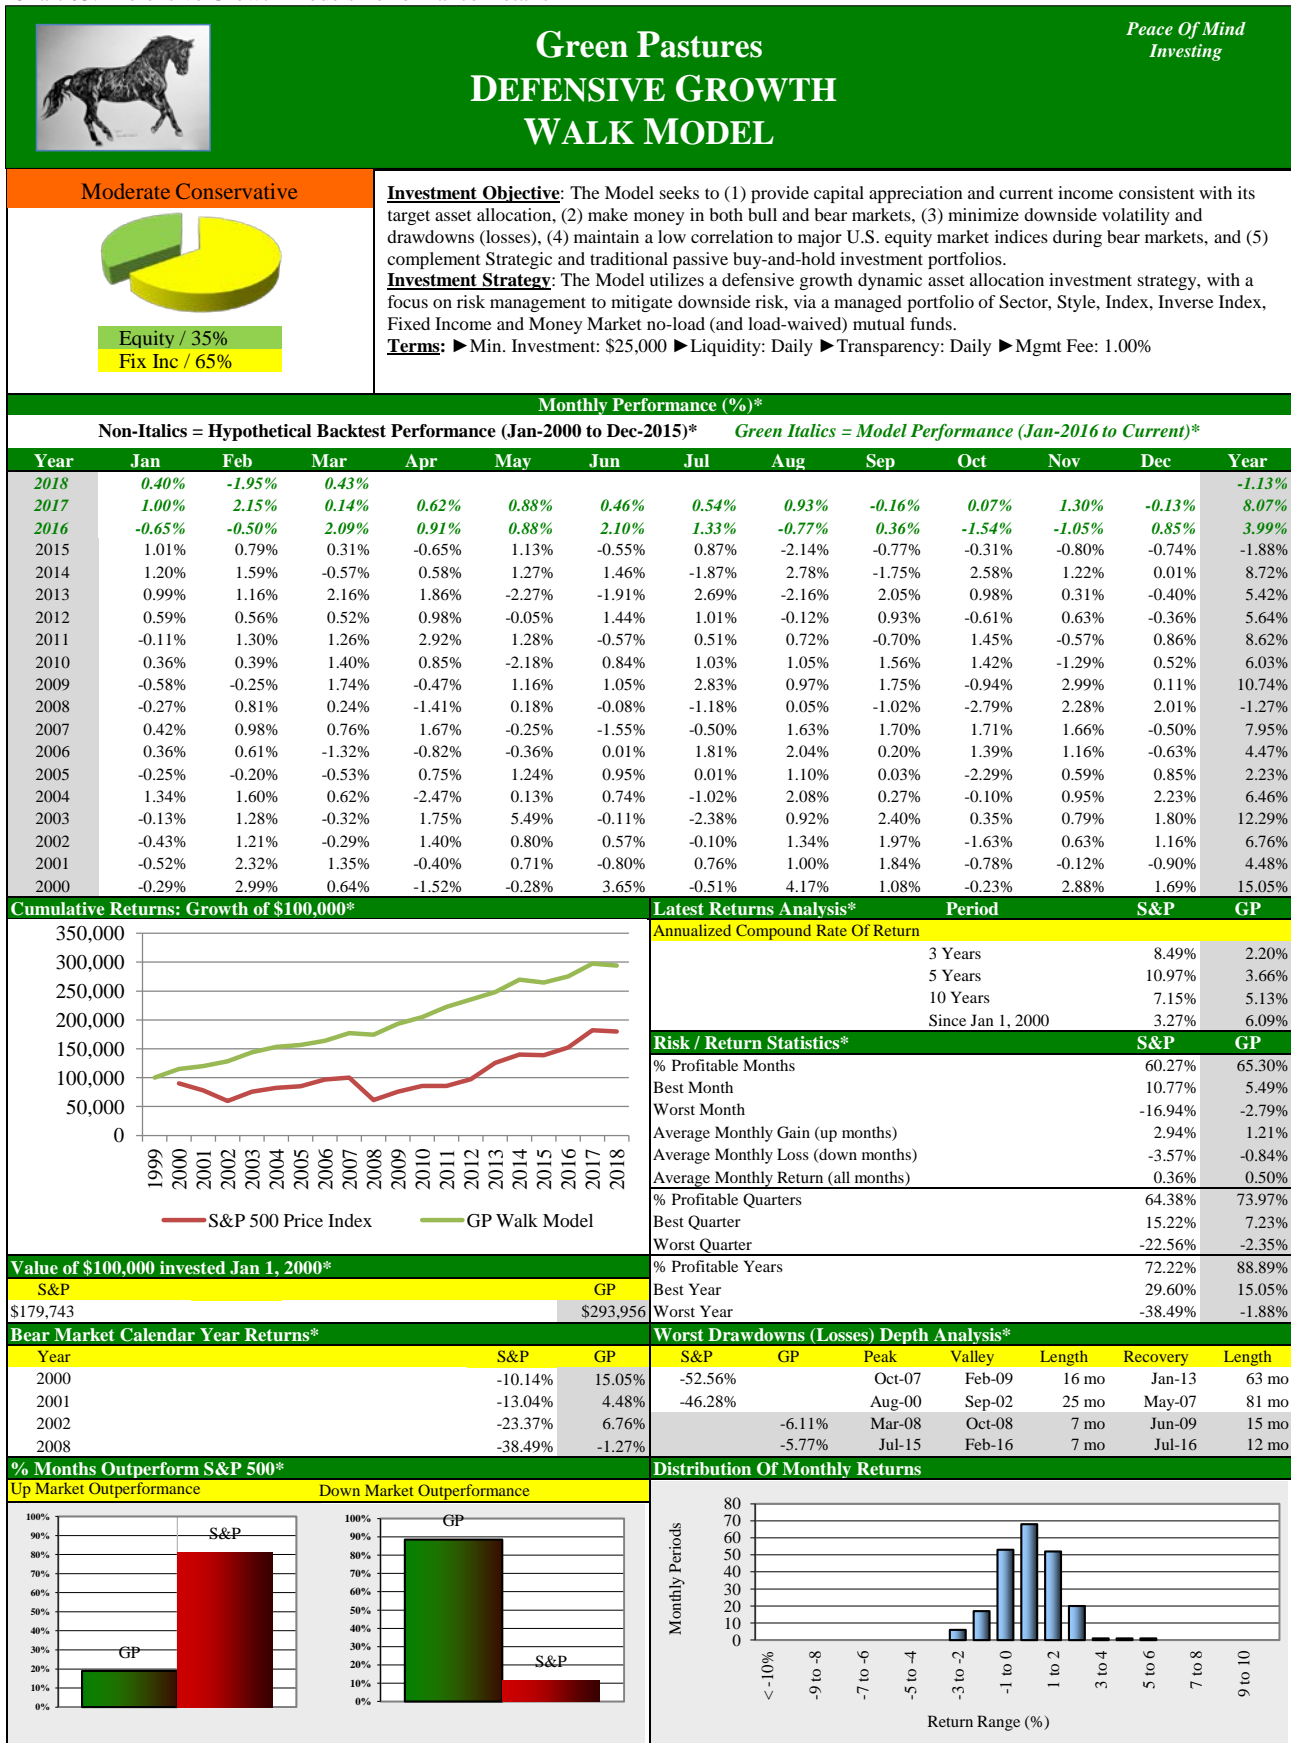 Green Pastures
DEFENSIVE GROWTH
WALK MODEL
Peace Of Mind
Investing
Moderate Conservative
Equity / 35%
Fix Inc / 65%
Investment Objective: The Model seeks to (1) provide capital appreciation and current income consistent with its
target asset allocation, (2) make money in both bull and bear markets, (3) minimize downside volatility and
drawdowns (losses), (4) maintain a low correlation to major U.S. equity market indices during bear markets, and (5)
complement Strategic and traditional passive buy-and-hold investment portfolios.
Investment Strategy: The Model utilizes a defensive growth dynamic asset allocation investment strategy, with a
focus on risk management to mitigate downside risk, via a managed portfolio of Sector, Style, Index, Inverse Index,
Fixed Income and Money Market no-load (and load-waived) mutual funds.
Terms: ►Min. Investment: $25,000 ►Liquidity: Daily ►Transparency: Daily ►Mgmt Fee: 1.00%
Monthly Performance (%)*
Non-Italics = Hypothetical Backtest Performance (Jan-2000 to Dec-2015)* Green Italics = Model Performance (Jan-2016 to Current)*
Year Jan Feb Mar Apr May Jun Jul Aug Sep Oct Nov Dec Year
2018 0.40% -1.95% 0.43% -1.13%
2017 1.00% 2.15% 0.14% 0.62% 0.88% 0.46% 0.54% 0.93% -0.16% 0.07% 1.30% -0.13% 8.07%
2016 -0.65% -0.50% 2.09% 0.91% 0.88% 2.10% 1.33% -0.77% 0.36% -1.54% -1.05% 0.85% 3.99%
2015 1.01% 0.79% 0.31% -0.65% 1.13% -0.55% 0.87% -2.14% -0.77% -0.31% -0.80% -0.74% -1.88%
2014 1.20% 1.59% -0.57% 0.58% 1.27% 1.46% -1.87% 2.78% -1.75% 2.58% 1.22% 0.01% 8.72%
2013 0.99% 1.16% 2.16% 1.86% -2.27% -1.91% 2.69% -2.16% 2.05% 0.98% 0.31% -0.40% 5.42%
2012 0.59% 0.56% 0.52% 0.98% -0.05% 1.44% 1.01% -0.12% 0.93% -0.61% 0.63% -0.36% 5.64%
2011 -0.11% 1.30% 1.26% 2.92% 1.28% -0.57% 0.51% 0.72% -0.70% 1.45% -0.57% 0.86% 8.62%
2010 0.36% 0.39% 1.40% 0.85% -2.18% 0.84% 1.03% 1.05% 1.56% 1.42% -1.29% 0.52% 6.03%
2009 -0.58% -0.25% 1.74% -0.47% 1.16% 1.05% 2.83% 0.97% 1.75% -0.94% 2.99% 0.11% 10.74%
2008 -0.27% 0.81% 0.24% -1.41% 0.18% -0.08% -1.18% 0.05% -1.02% -2.79% 2.28% 2.01% -1.27%
2007 0.42% 0.98% 0.76% 1.67% -0.25% -1.55% -0.50% 1.63% 1.70% 1.71% 1.66% -0.50% 7.95%
2006 0.36% 0.61% -1.32% -0.82% -0.36% 0.01% 1.81% 2.04% 0.20% 1.39% 1.16% -0.63% 4.47%
2005 -0.25% -0.20% -0.53% 0.75% 1.24% 0.95% 0.01% 1.10% 0.03% -2.29% 0.59% 0.85% 2.23%
2004 1.34% 1.60% 0.62% -2.47% 0.13% 0.74% -1.02% 2.08% 0.27% -0.10% 0.95% 2.23% 6.46%
2003 -0.13% 1.28% -0.32% 1.75% 5.49% -0.11% -2.38% 0.92% 2.40% 0.35% 0.79% 1.80% 12.29%
2002 -0.43% 1.21% -0.29% 1.40% 0.80% 0.57% -0.10% 1.34% 1.97% -1.63% 0.63% 1.16% 6.76%
2001 -0.52% 2.32% 1.35% -0.40% 0.71% -0.80% 0.76% 1.00% 1.84% -0.78% -0.12% -0.90% 4.48%
2000 -0.29% 2.99% 0.64% -1.52% -0.28% 3.65% -0.51% 4.17% 1.08% -0.23% 2.88% 1.69% 15.05%
Cumulative Returns: Growth of $100,000*
350,000
300,000
250,000
200,000
150,000
100,000
50,000
0
1999 2000 2001 2002 2003 2004 2005 2006 2007 2008 2009 2010 2011 2012 2013 2014 2015 2016 2017 2018
S&P 500 Price Index GP Walk Model
Latest Returns Analysis* Period S&P GP
Annualized Compound Rate Of Return
3 Years 8.49% 2.20%
5 Years 10.97% 3.66%
10 Years 7.15% 5.13%
Since Jan 1, 2000 3.27% 6.09%
Risk / Return Statistics* S&P GP
% Profitable Months 60.27% 65.30%
Best Month 10.77% 5.49%
Worst Month -16.94% -2.79%
Average Monthly Gain (up months) 2.94% 1.21%
Average Monthly Loss (down months) -3.57% -0.84%
Average Monthly Return (all months) 0.36% 0.50%
% Profitable Quarters 64.38% 73.97%
Best Quarter 15.22% 7.23%
Worst Quarter -22.56% -2.35%
% Profitable Years 72.22% 88.89%
Best Year 29.60% 15.05%
Worst Year -38.49% -1.88%
Value of $100,000 invested Jan 1, 2000*
S&P GP
$179,743 $293,956
Bear Market Calendar Year Returns*
Year S&P GP
2000 -10.14% 15.05%
2001 -13.04% 4.48%
2002 -23.37% 6.76%
2008 -38.49% -1.27%
Worst Drawdowns (Losses) Depth Analysis*
S&P GP Peak Valley Length Recovery Length
-52.56% Oct-07 Feb-09 16 mo Jan-13 63 mo
-46.28% Aug-00 Sep-02 25 mo May-07 81 mo
-6.11% Mar-08 Oct-08 7 mo Jun-09 15 mo
-5.77% Jul-15 Feb-16 7 mo Jul-16 12 mo
% Months Outperform S&P 500*
Up Market Outperformance
100%
90%
80%
70%
60%
50%
40%
30%
20%
10%
0%
GP
S&P
Down Market Outperformance
100%
90%
80%
70%
60%
50%
40%
30%
20%
10%
0%
GP
S&P
Distribution Of Monthly Returns
Monthly Periods
80
70
60
50
40
30
20
10
0
< -10% -9 to -8 -7 to -6 -5 to -4 -3 to -2 -1 to 0 1 to 2 3 to 4 5 to 6 7 to 8 9 to 10
Return Range (%)